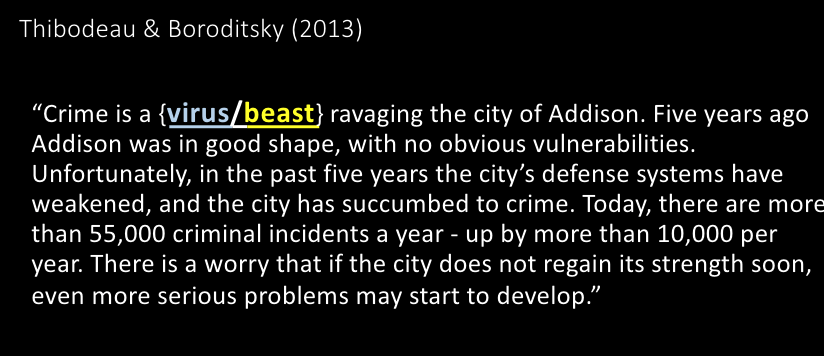 Thibodeau & Boroditsky (2013)
“Crime is a {virus/beast} ravaging the city of Addison. Five years ago
Addison was in good shape, with no obvious vulnerabilities.
Unfortunately, in the past five years the city’s defense systems have
weakened, and the city has succumbed to crime. Today, there are more
than 55,000 criminal incidents a year - up by more than 10,000 per
year. There is a worry that if the city does not regain its strength soon,
even more serious problems may start to develop.”